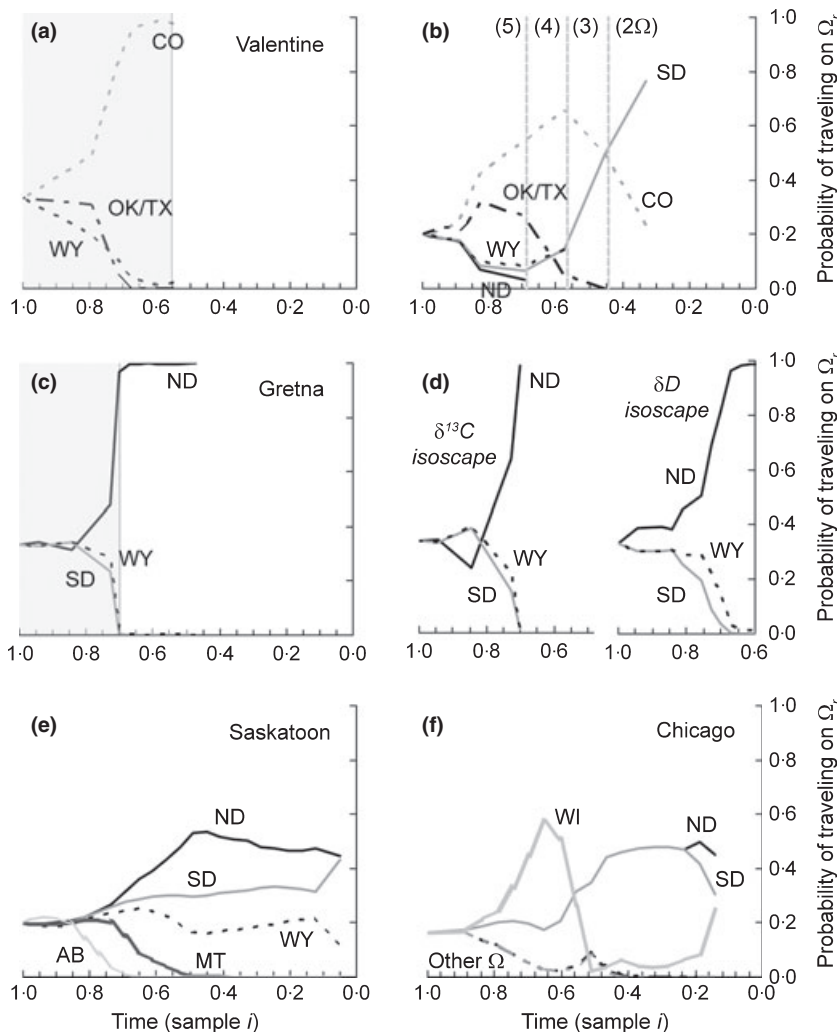 (a)
Valentine
CO
OK/TX
WY
1·0 0·8 0·6 0·4 0·2 0·0
(b)
(5) (4) (3) (2Ω)
SD
CO
OK/TX
WY
ND
1·0 0·8 0·6 0·4 0·2 0·0
1·0
0·8
0·6
0·4
0·2
0·0
Probability of traveling on Ωr
(c)
Gretna
ND
WY
SD
1·0 0·8 0·6 0·4 0·2 0·0
(d)
δ13C
isoscape
ND
WY
SD
1·0 0·8 0·6
δD
isoscape
ND
WY
SD
1·0 0·8 0·6
1·0
0·8
0·6
0·4
0·2
0·0
Probability of traveling on Ωr
(e)
Saskatoon
ND
SD
WY
AB
MT
1·0 0·8 0·6 0·4 0·2 0·0
Time (sample i)
(f)
Chicago
WI
ND
SD
Other Ω
1·0 0·8 0·6 0·4 0·2 0·0
Time (sample i)
1·0
0·8
0·6
0·4
0·2
0·0
Probability of traveling on Ωr